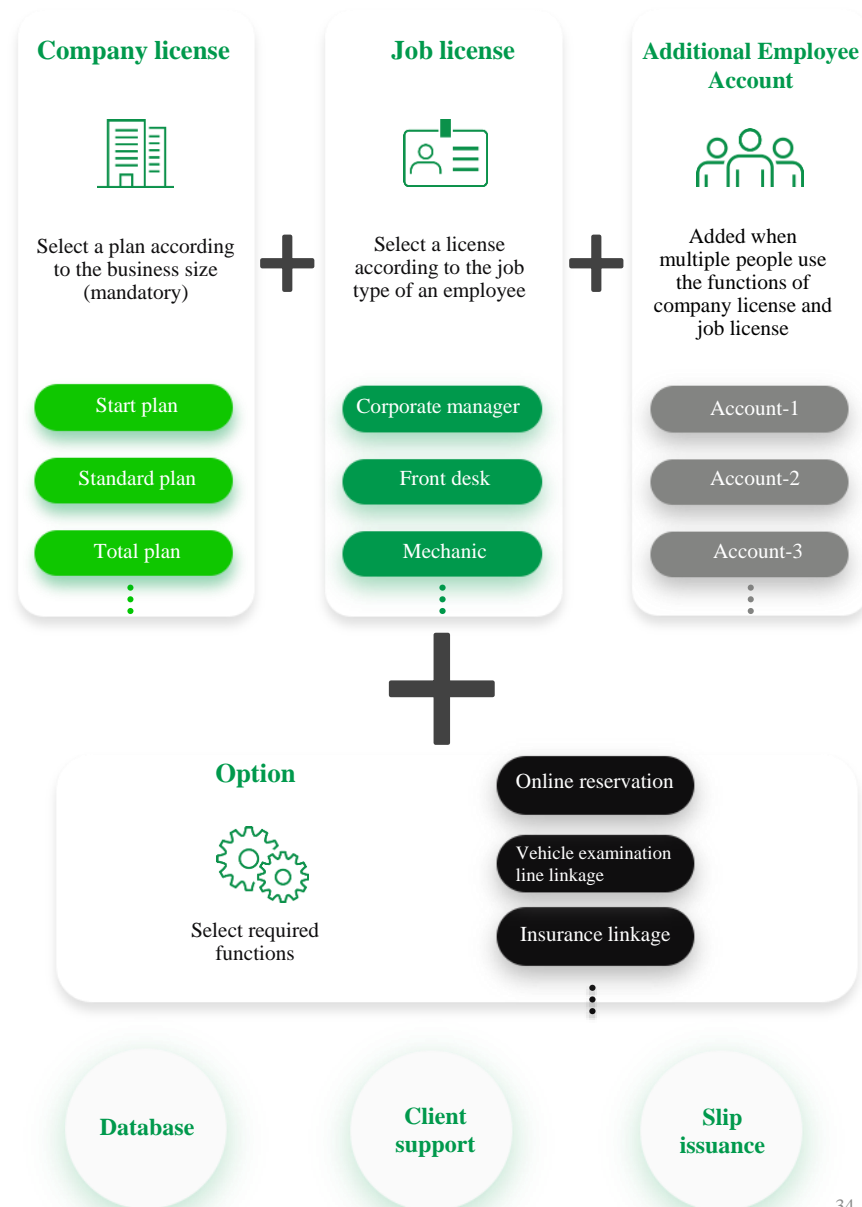 Company license
Select a plan according
to the business size
(mandatory)
Start plan
Standard plan
Total plan
Job license
Select a license
according to the job
type of an employee
Corporate manager
Front desk
Mechanic
Additional Employee
Account
Added when
multiple people use
the functions of
company license and
job license
Account-1
Account-2
Account-3
Option
Select required
functions
Online reservation
Vehicle examination
line linkage
Insurance linkage
Database
Client
support
Slip
issuance
34